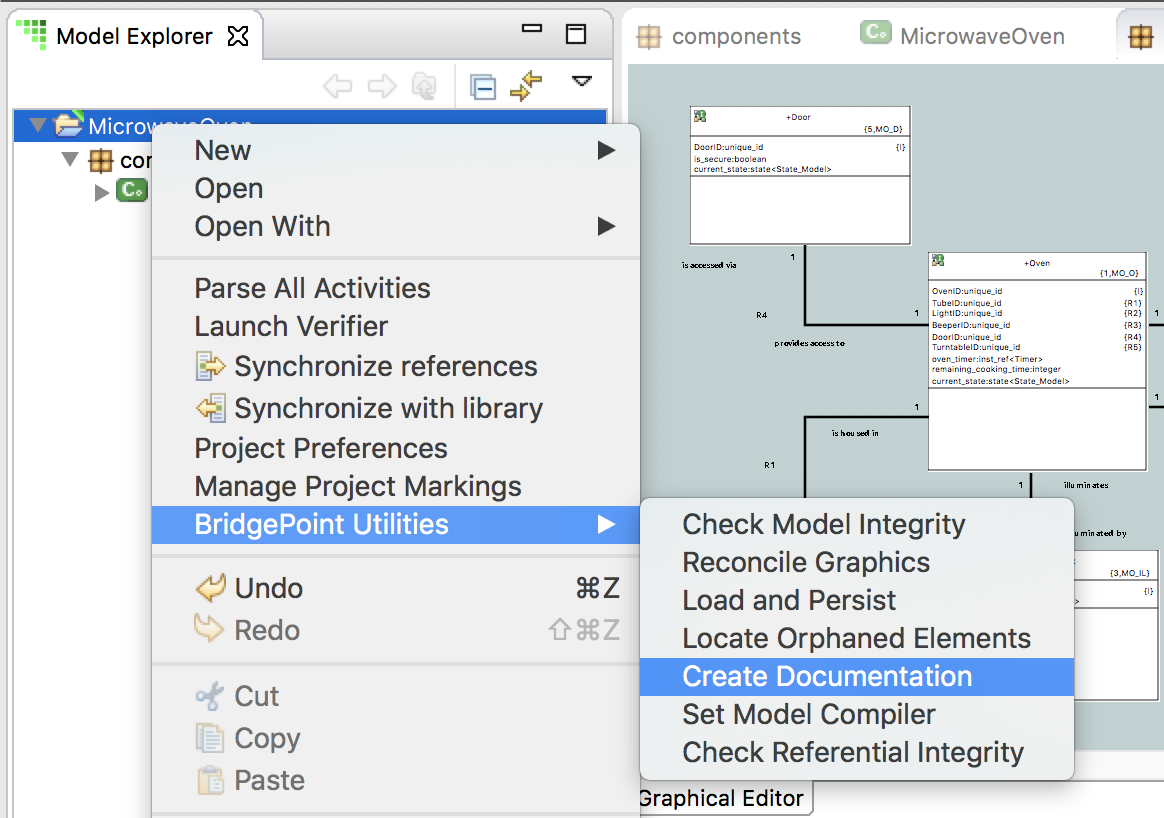 Model Explorer
components
MicrowaveOven
MicrowaveOven
New
Open
Open With
Parse All Activities
Launch Verifier
Synchronize references
Synchronize with library
Project Preferences
Manage Project Markings
BridgePoint Utilities
Undo ⌘Z
Redo ⇧⌘Z
Cut
Copy
Paste
Check Model Integrity
Reconcile Graphics
Load and Persist
Locate Orphaned Elements
Create Documentation
Set Model Compiler
Check Referential Integrity
+Door
{5,MO_D}
DoorID:unique_id {I}
is_secure:boolean
current_state:state<State_Model>
is accessed via
1
R4
1
provides access to
+Oven
{1,MO_O}
OvenID:unique_id {I}
TubeID:unique_id {R1}
LightID:unique_id {R2}
BeeperID:unique_id {R3}
DoorID:unique_id {R4}
TurntableID:unique_id {R5}
oven_timer:inst_ref<Timer>
remaining_cooking_time:integer
current_state:state<State_Model>
1
1
1
is housed in
R1
1
illuminates
uminated by
{3,MO_IL}
{I}
>
Graphical Editor